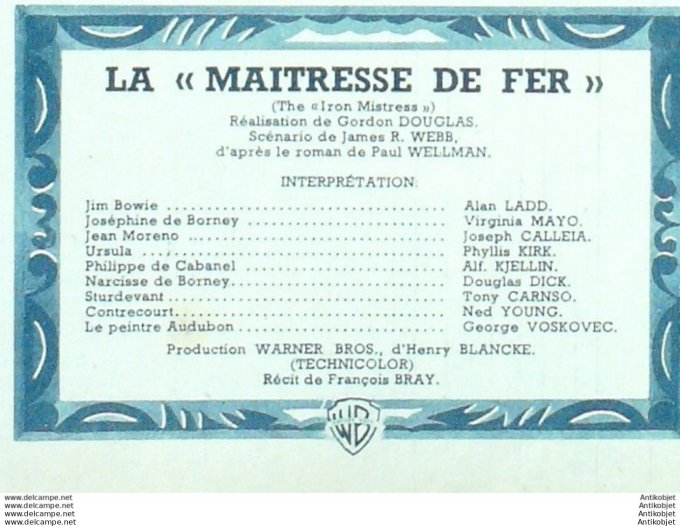 LA « MAITRESSE DE FER »
(The «Iron Mistress»)
Réalisation de Gordon DOUGLAS.
Scénario de James R. WEBB,
d'après le roman de Paul WELLMAN.
INTERPRÉTATION:
Jim Bowie ........................................ Alan LADD.
Joséphine de Borney ............................ Virginia MAYO.
Jean Moreno ..................................... Joseph CALLEIA.
Ursula ........................................... Phyllis KIRK.
Philippe de Cabanel ............................. Alf. KJELLIN.
Narcisse de Borney............................... Douglas DICK.
Sturdevant ....................................... Tony CARNSO.
Contrecourt...................................... Ned YOUNG.
Le peintre Audubon .............................. George VOSKOVEC.
Production WARNER BROS., d'Henry BLANCKE.
(TECHNICOLOR)
Récit de François BRAY.
WB
www.delcampe.net Antikobjet
www.delcampe.net Antikobjet
www.delcampe.net Antikobjet